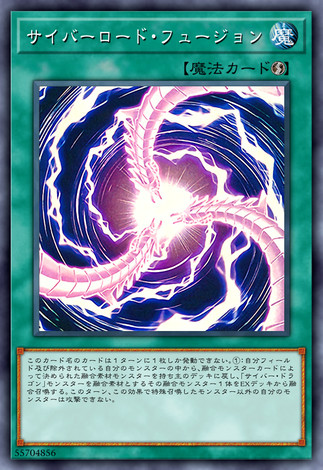 サイバーロード・フュージョン
魔
【魔法カード】
このカード名のカードは１ターンに１枚しか発動できない。①：自分フィール
ド及び除外されている自分のモンスターの中から、融合モンスターカードによ
って決められた融合素材モンスターを持ち主のデッキに戻し、「サイバー・ドラ
ゴン」モンスターを融合素材とするその融合モンスター１体をEXデッキから融
合召喚する。このターン、この効果で特殊召喚したモンスター以外の自分のモ
ンスターは攻撃できない。
55704856